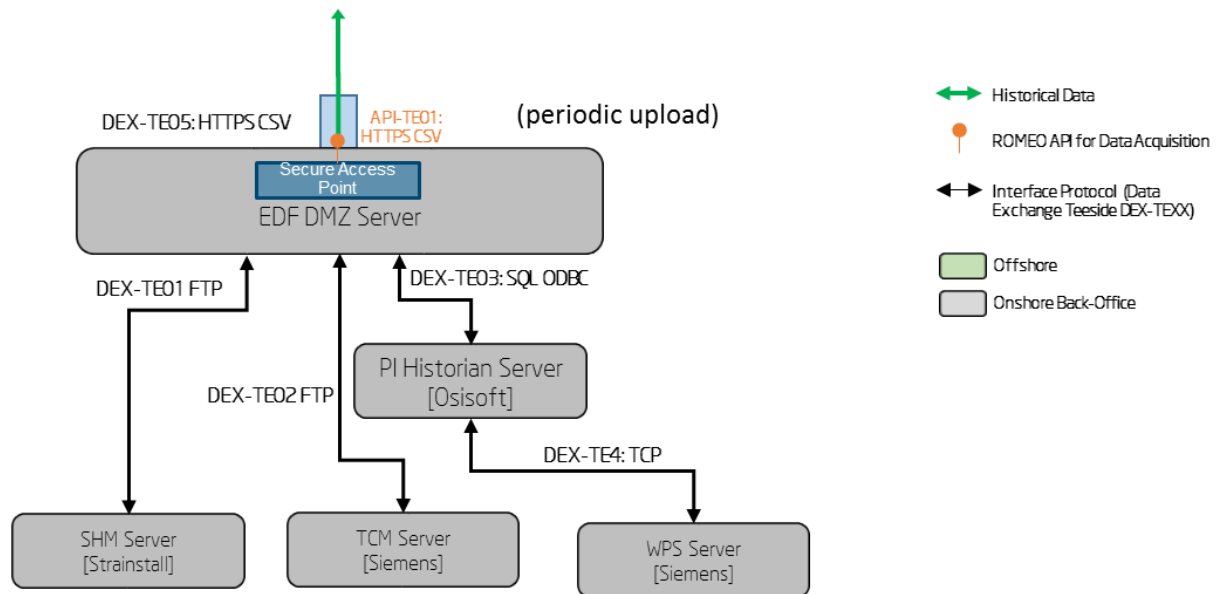 DEX-TE05: HTTPS CSV
API-TE01:
HTTPS CSV
(periodic upload)
Secure Access
Point
EDF DMZ Server
DEX-TE01 FTP
DEX-TE03: SQL ODBC
PI Historian Server
[Osisoft]
DEX-TE02 FTP
DEX-TE4: TCP
SHM Server
[Strainstall]
TCM Server
[Siemens]
WPS Server
[Siemens]
Historical Data
ROMEO API for Data Acquisition
Interface Protocol (Data
Exchange Teeside DEX-TEXX)
Offshore
Onshore Back-Office